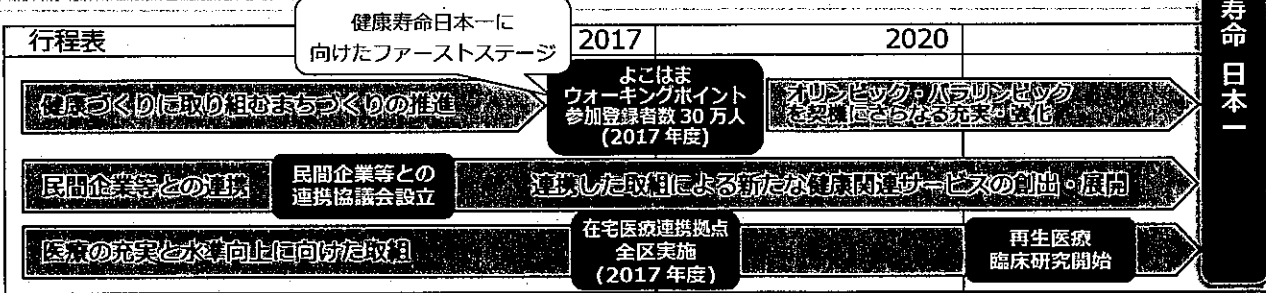 健康寿命日本一に
向けたファーストステージ
行程表
2017
2020
健康づくりに取り組むまちづくりの推進
よこはま
ウォーキングポイント
参加登録者数 30 万人
(2017 年度)
オリンピック・パラリンピック
を契機にさらなる充実・強化
民間企業等との連携
民間企業等との
連携協議会設立
連携した取組による新たな健康関連サービスの創出・展開
医療の充実と水準向上に向けた取組
在宅医療連携拠点
全区実施
(2017 年度)
再生医療
臨床研究開始
寿命 日本一